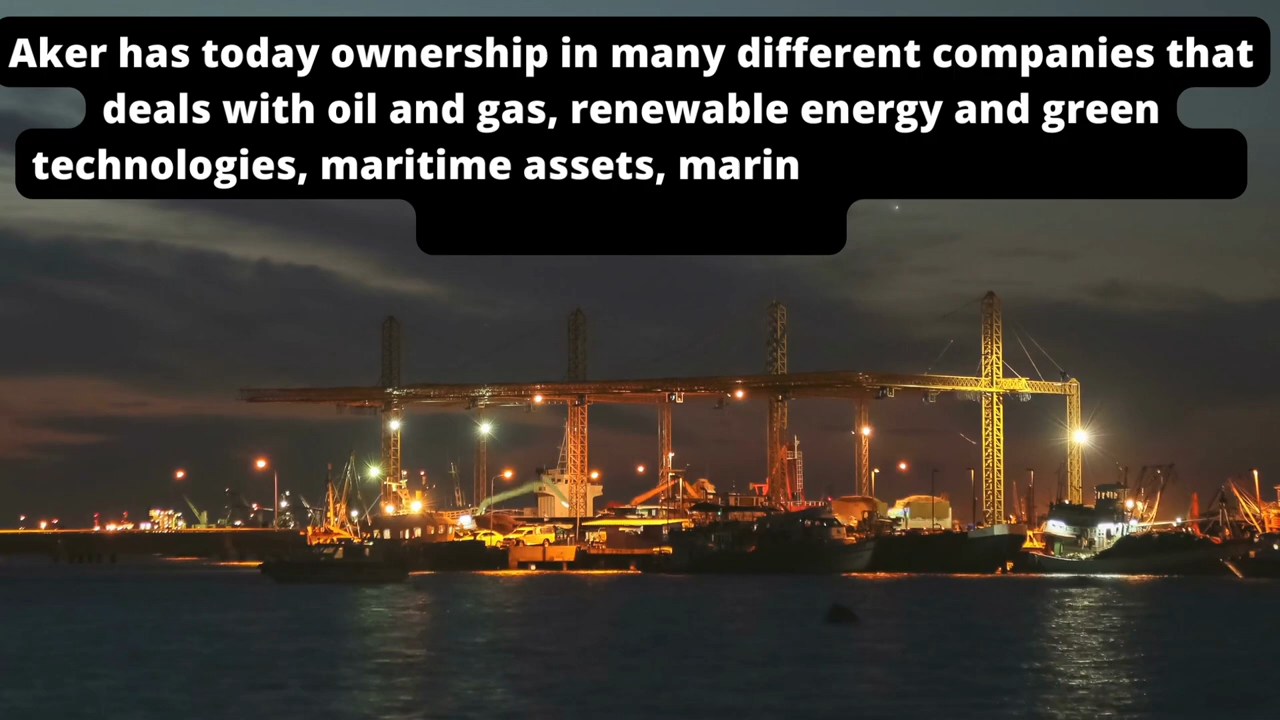 Aker has today ownership in many different companies that
deals with oil and gas, renewable energy and green
technologies, maritime assets, marin